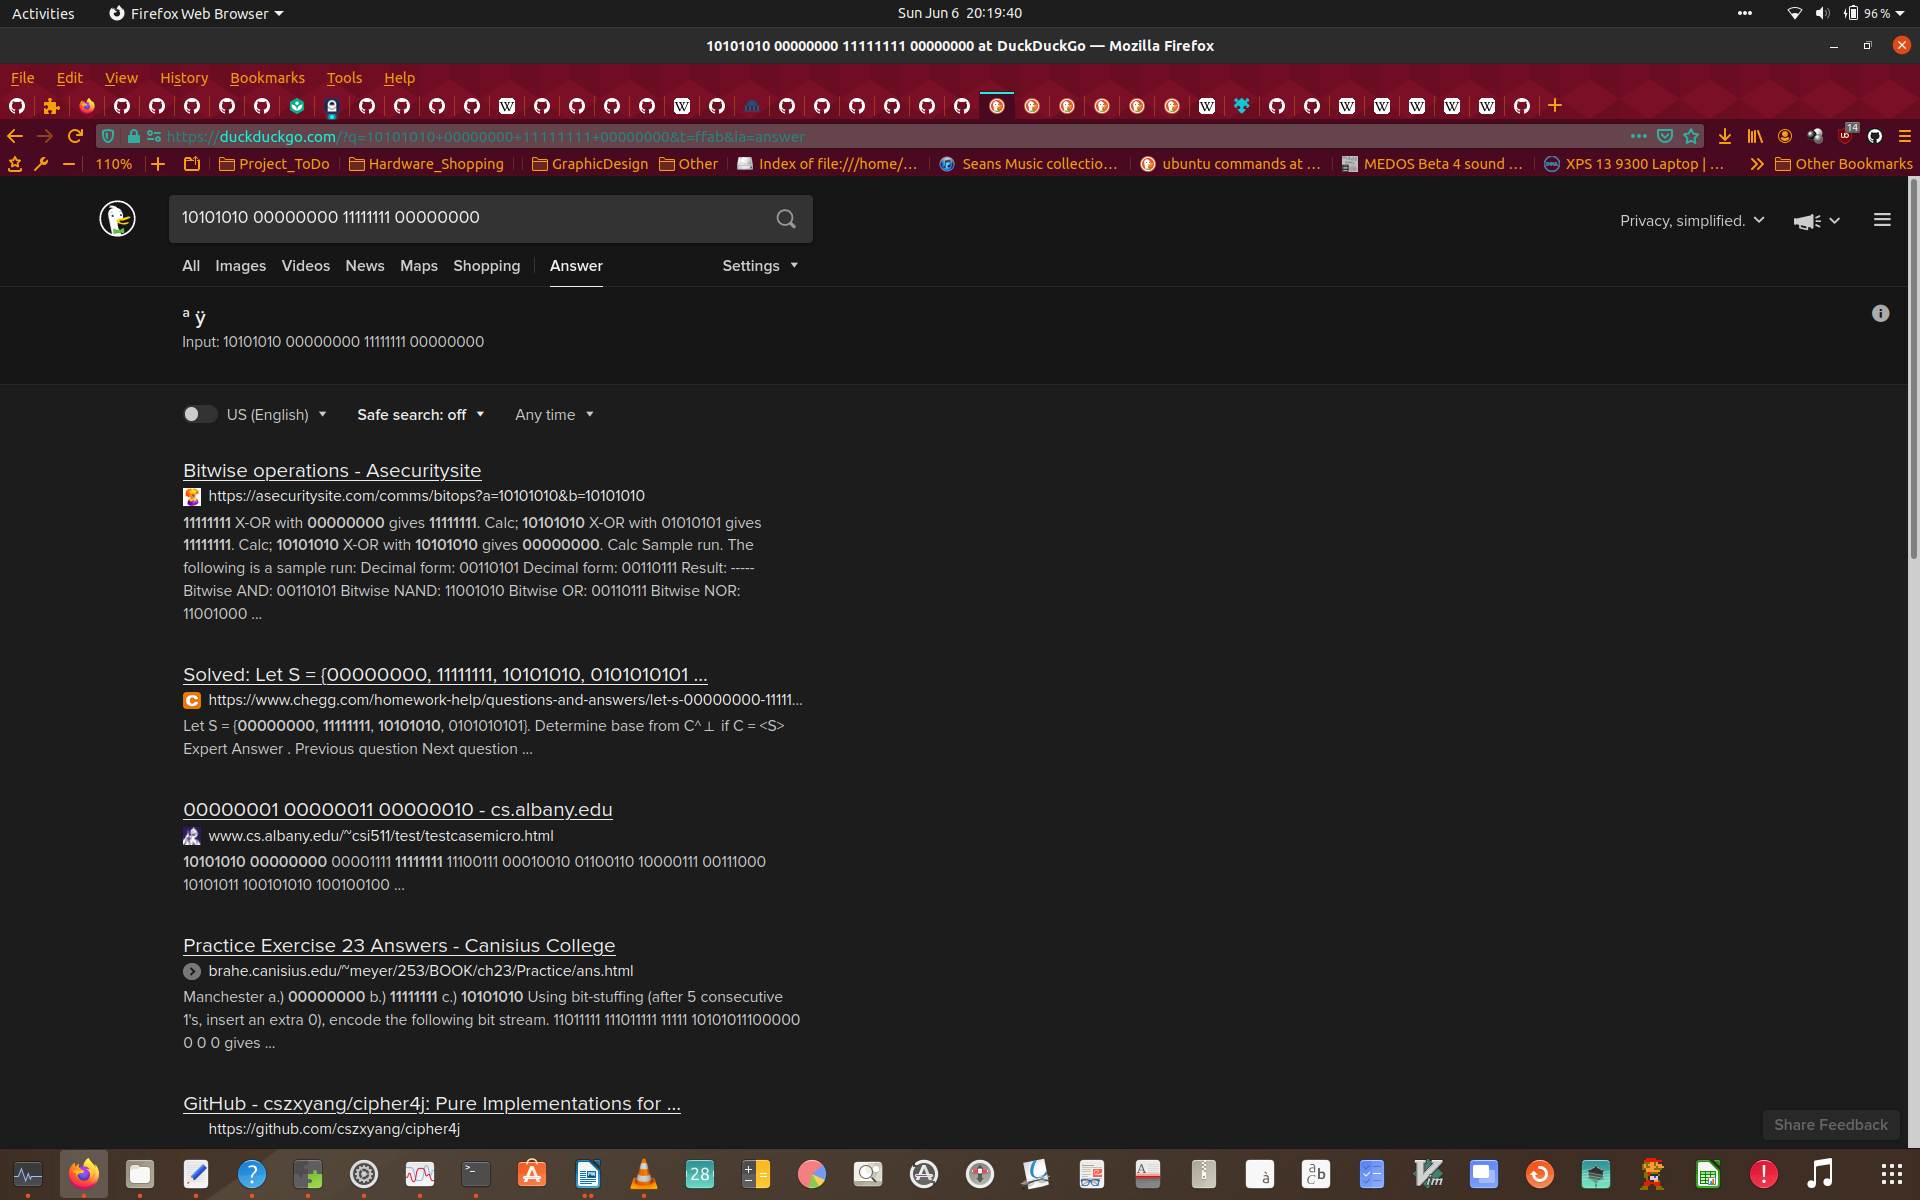 Activities Firefox Web Browser Sun Jun 6 20:19:40 96 %
10101010 00000000 11111111 00000000 at DuckDuckGo — Mozilla Firefox
File Edit View History Bookmarks Tools Help
https://duckduckgo.com/?q=10101010+00000000+11111111+00000000&t=ffab&ia=answer 14
110% Project_ToDo Hardware_Shopping GraphicDesign Other Index of file:///home/… Seans Music collectio… ubuntu commands at … MEDOS Beta 4 sound … XPS 13 9300 Laptop | … Other Bookmarks
10101010 00000000 11111111 00000000
Privacy, simplified.
All Images Videos News Maps Shopping Answer Settings
ª ÿ
Input: 10101010 00000000 11111111 00000000
US (English) Safe search: off Any time
Bitwise operations - Asecuritysite
https://asecuritysite.com/comms/bitops?a=10101010&b=10101010
11111111 X-OR with 00000000 gives 11111111. Calc; 10101010 X-OR with 01010101 gives
11111111. Calc; 10101010 X-OR with 10101010 gives 00000000. Calc Sample run. The
following is a sample run: Decimal form: 00110101 Decimal form: 00110111 Result: -----
Bitwise AND: 00110101 Bitwise NAND: 11001010 Bitwise OR: 00110111 Bitwise NOR:
11001000 ...
Solved: Let S = {00000000, 11111111, 10101010, 0101010101 ...
https://www.chegg.com/homework-help/questions-and-answers/let-s-00000000-11111...
Let S = {00000000, 11111111, 10101010, 0101010101}. Determine base from C^⊥ if C = <S>
Expert Answer . Previous question Next question ...
00000001 00000011 00000010 - cs.albany.edu
www.cs.albany.edu/~csi511/test/testcasemicro.html
10101010 00000000 00001111 11111111 11100111 00010010 01100110 10000111 00111000
10101011 100101010 100100100 ...
Practice Exercise 23 Answers - Canisius College
brahe.canisius.edu/~meyer/253/BOOK/ch23/Practice/ans.html
Manchester a.) 00000000 b.) 11111111 c.) 10101010 Using bit-stuffing (after 5 consecutive
1's, insert an extra 0), encode the following bit stream. 11011111 111011111 11111 10101011100000
0 0 0 gives ...
GitHub - cszxyang/cipher4j: Pure Implementations for ...
https://github.com/cszxyang/cipher4j
Share Feedback
28